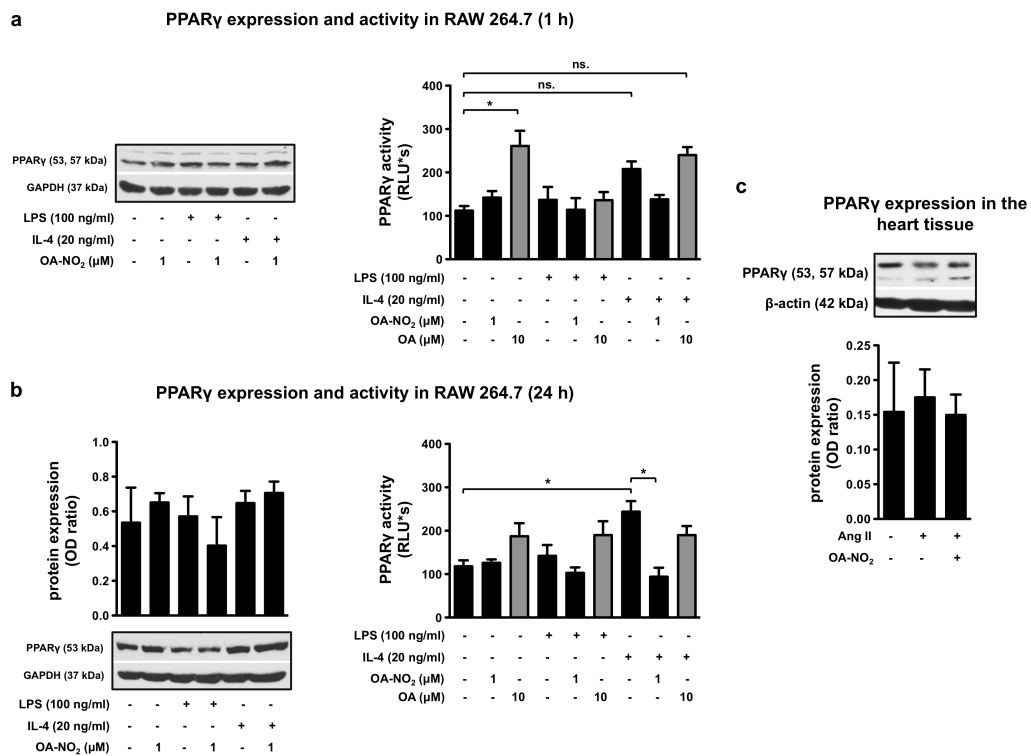 a
PPARγ expression and activity in RAW 264.7 (1 h)
PPARγ (53, 57 kDa)
GAPDH (37 kDa)
LPS (100 ng/ml) - - + + - -
IL-4 (20 ng/ml) - - - - + +
OA-NO₂ (μM) - 1 - 1 - 1
ns.
ns.
*
PPARγ activity
(RLU*s)
400
300
200
100
0
LPS (100 ng/ml) - - - + + + - - -
IL-4 (20 ng/ml) - - - - - - + + +
OA-NO₂ (μM) - 1 - - 1 - - 1 -
OA (μM) - - 10 - - 10 - - 10
b
PPARγ expression and activity in RAW 264.7 (24 h)
protein expression
(OD ratio)
1.0
0.8
0.6
0.4
0.2
0.0
PPARγ (53 kDa)
GAPDH (37 kDa)
LPS (100 ng/ml) - - + + - -
IL-4 (20 ng/ml) - - - - + +
OA-NO₂ (μM) - 1 - 1 - 1
*
*
PPARγ activity
(RLU*s)
400
300
200
100
0
LPS (100 ng/ml) - - - + + + - - -
IL-4 (20 ng/ml) - - - - - - + + +
OA-NO₂ (μM) - 1 - - 1 - - 1 -
OA (μM) - - 10 - - 10 - - 10
c
PPARγ expression in the
heart tissue
PPARγ (53, 57 kDa)
β-actin (42 kDa)
protein expression
(OD ratio)
0.25
0.20
0.15
0.10
0.05
0.00
Ang II - + +
OA-NO₂ - - +